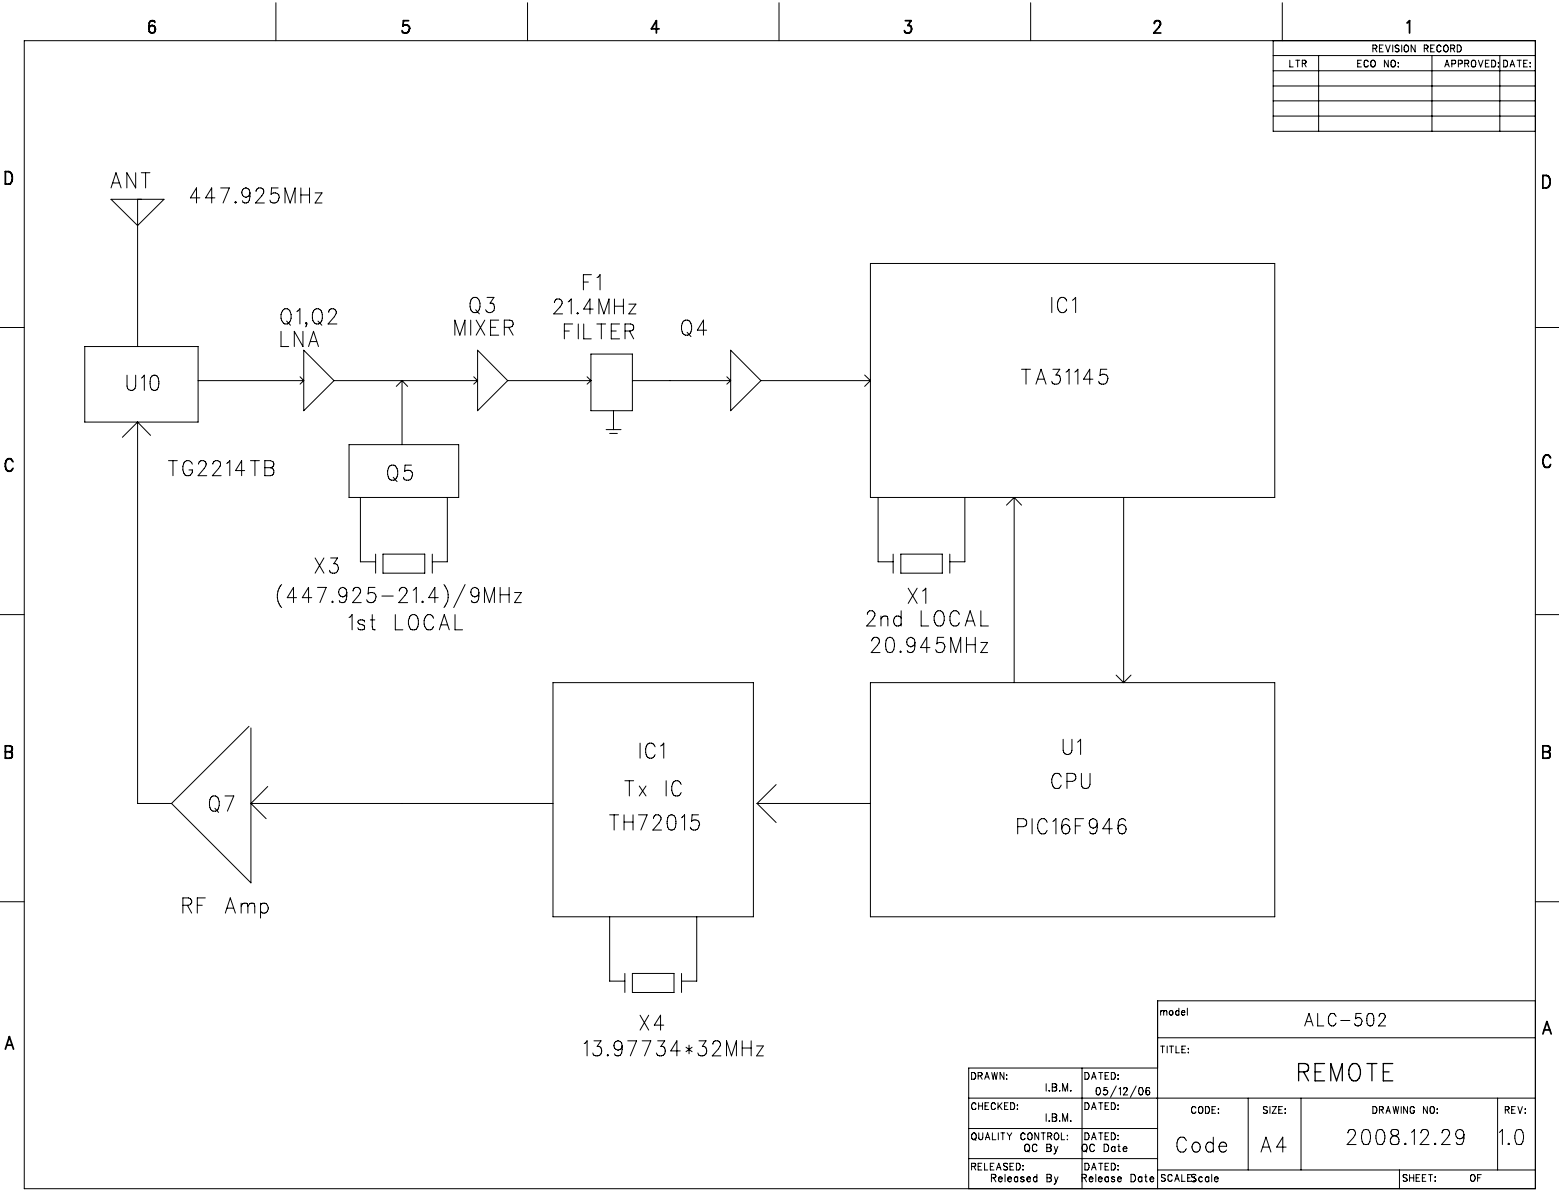 6 5 4 3 2 1
REVISION RECORD
LTR ECO NO: APPROVED: DATE:
D D
ANT
447.925MHz
F1
21.4MHz
FILTER
Q3
MIXER
Q1,Q2
LNA
Q4
IC1
TA31145
U10
TG2214TB
Q5
C C
X3
(447.925-21.4)/9MHz
1st LOCAL
X1
2nd LOCAL
20.945MHz
B B
IC1
Tx IC
TH72015
U1
CPU
PIC16F946
Q7
RF Amp
X4
13.97734*32MHz
A A
model ALC-502
TITLE: REMOTE
DRAWN: I.B.M. DATED: 05/12/06
CHECKED: I.B.M. DATED:
QUALITY CONTROL: QC By DATED: QC Date
RELEASED: Released By DATED: Release Date
CODE: SIZE: DRAWING NO: REV:
Code A4 2008.12.29 1.0
SCALE: Scale SHEET: OF